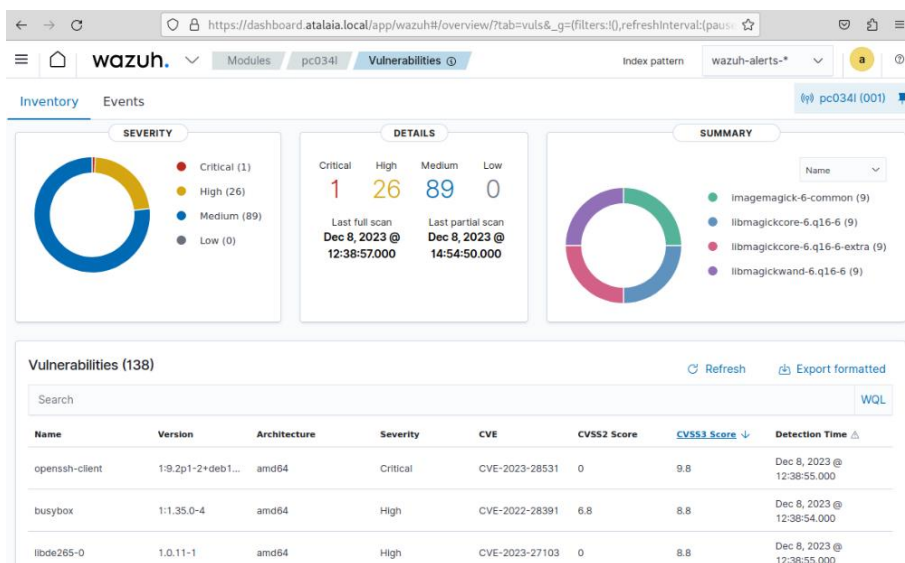 https://dashboard.atalaia.local/app/wazuh#/overview/?tab=vuls&_g=(filters:!(),refreshInterval:(pause
wazuh. Modules pc034l Vulnerabilities Index pattern wazuh-alerts-* a
Inventory Events pc034l (001)
SEVERITY
Critical (1)
High (26)
Medium (89)
Low (0)
DETAILS
Critical High Medium Low
1 26 89 0
Last full scan Last partial scan
Dec 8, 2023 @ Dec 8, 2023 @
12:38:57.000 14:54:50.000
SUMMARY
Name
imagemagick-6-common (9)
libmagickcore-6.q16-6 (9)
libmagickcore-6.q16-6-extra (9)
libmagickwand-6.q16-6 (9)
Vulnerabilities (138) Refresh Export formatted
Search WQL
Name Version Architecture Severity CVE CVSS2 Score CVSS3 Score Detection Time
openssh-client 1:9.2p1-2+deb1... amd64 Critical CVE-2023-28531 0 9.8 Dec 8, 2023 @
12:38:55.000
busybox 1:1.35.0-4 amd64 High CVE-2022-28391 6.8 8.8 Dec 8, 2023 @
12:38:54.000
libde265-0 1.0.11-1 amd64 High CVE-2023-27103 0 8.8 Dec 8, 2023 @
12:38:55.000